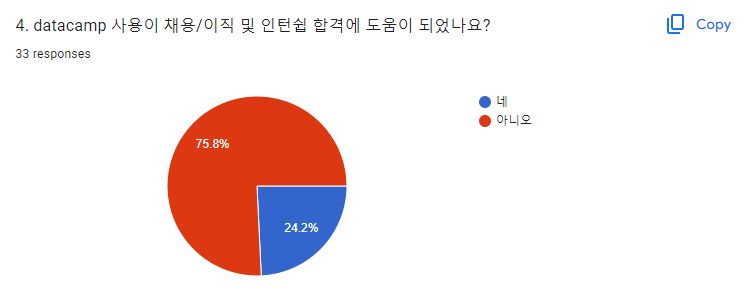 4. datacamp 사용이 채용/이직 및 인턴쉽 합격에 도움이 되었나요?
Copy
33 responses
네
아니오
75.8%
24.2%